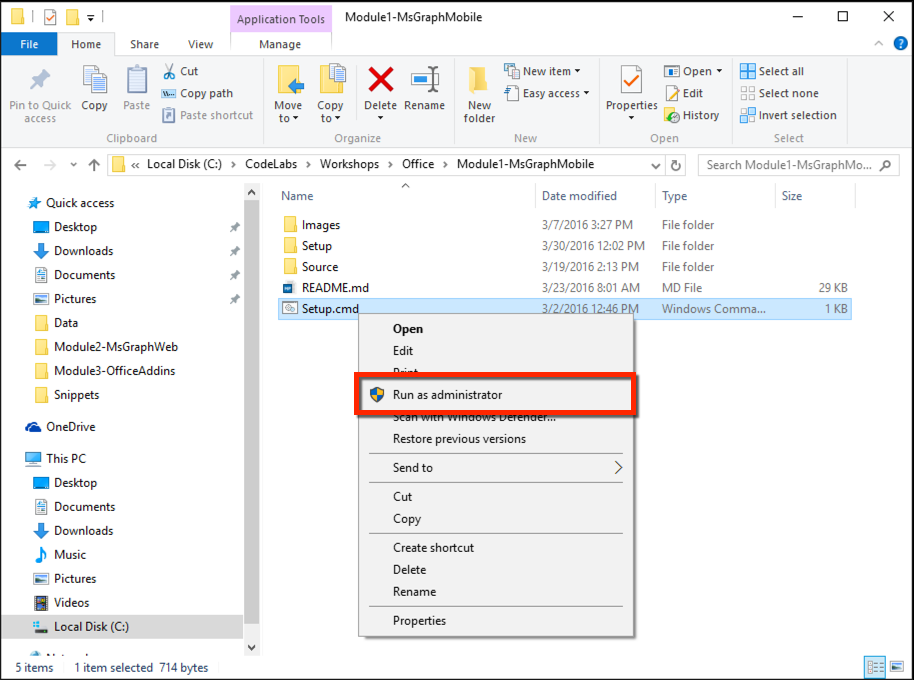 Application Tools Module1-MsGraphMobile
File Home Share View Manage
Pin to Quick access
Copy
Paste
Cut
Copy path
Paste shortcut
Clipboard
Move to
Copy to
Delete
Rename
Organize
New folder
New item
Easy access
New
Properties
Open
Edit
History
Open
Select all
Select none
Invert selection
Select
« Local Disk (C:) > CodeLabs > Workshops > Office > Module1-MsGraphMobile
Search Module1-MsGraphMo...
Quick access
Desktop
Downloads
Documents
Pictures
Data
Module2-MsGraphWeb
Module3-OfficeAddins
Snippets
OneDrive
This PC
Desktop
Documents
Downloads
Music
Pictures
Videos
Local Disk (C:)
Name Date modified Type Size
Images 3/7/2016 3:27 PM File folder
Setup 3/30/2016 12:02 PM File folder
Source 3/19/2016 2:13 PM File folder
README.md 3/23/2016 8:01 AM MD File 29 KB
Setup.cmd 3/2/2016 12:46 PM Windows Comma... 1 KB
Open
Edit
Print
Run as administrator
Scan with Windows Defender...
Restore previous versions
Send to
Cut
Copy
Create shortcut
Delete
Rename
Properties
5 items 1 item selected 714 bytes